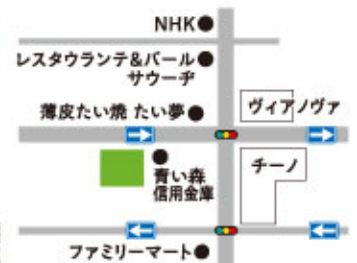 NHK
レスタウランテ&バール
サウーヂ
薄皮たい焼 たい夢
ヴィアノヴァ
青い森
信用金庫
チーノ
ファミリーマート